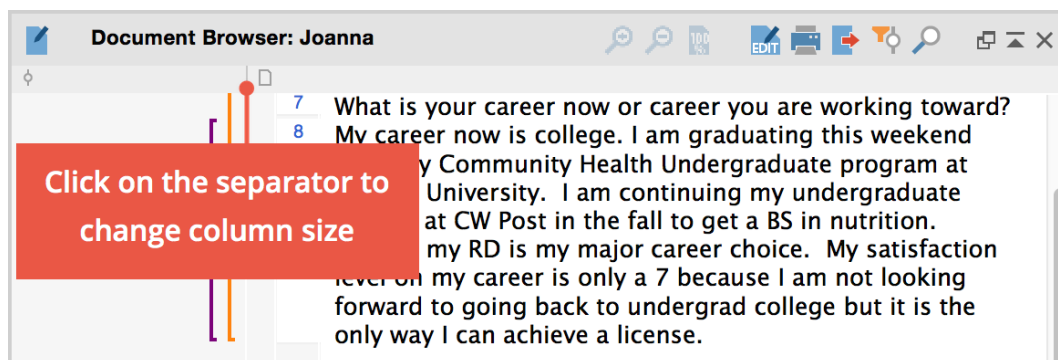 Document Browser: Joanna
100 %
EDIT
7 What is your career now or career you are working toward?
8 My career now is college. I am graduating this weekend
y Community Health Undergraduate program at
University. I am continuing my undergraduate
at CW Post in the fall to get a BS in nutrition.
my RD is my major career choice. My satisfaction
level on my career is only a 7 because I am not looking
forward to going back to undergrad college but it is the
only way I can achieve a license.
Click on the separator to
change column size